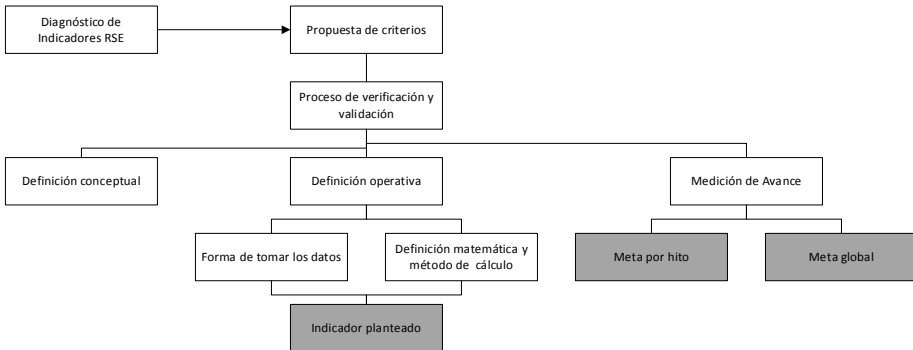 Diagnóstico de
Indicadores RSE
Propuesta de criterios
Proceso de verificación y
validación
Definición conceptual
Definición operativa
Medición de Avance
Forma de tomar los datos
Definición matemática y
método de cálculo
Meta por hito
Meta global
Indicador planteado